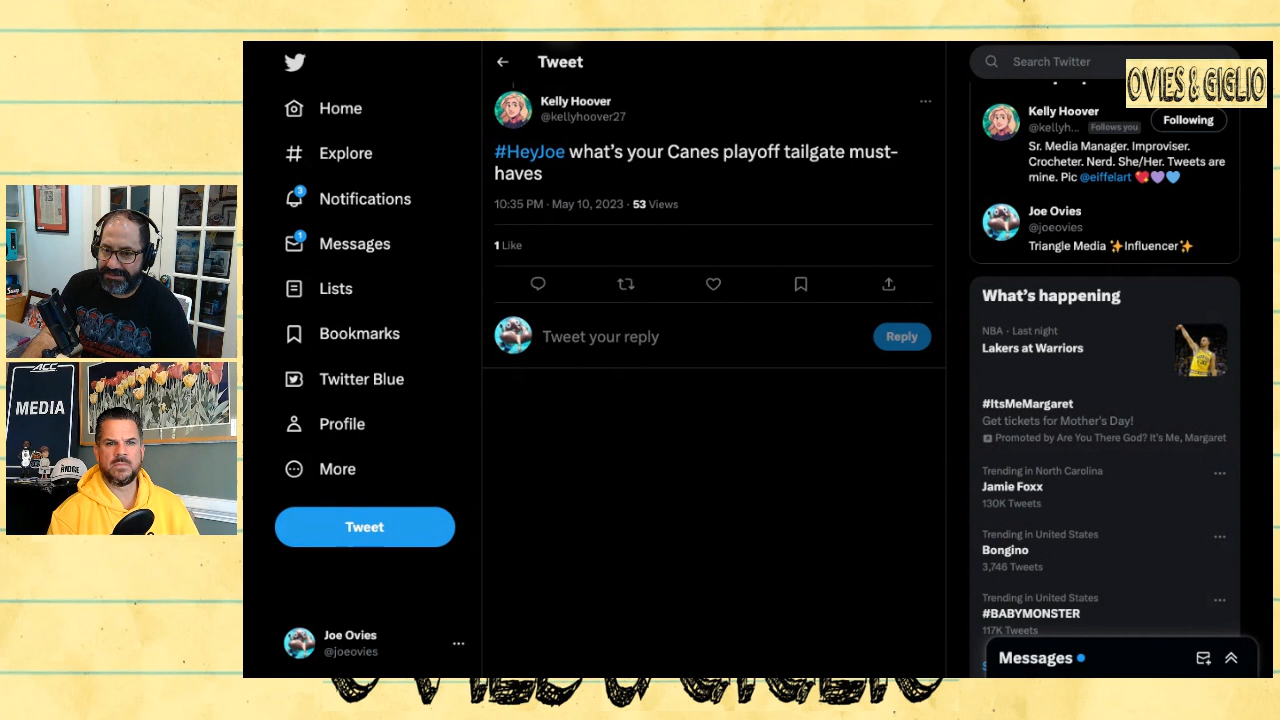 Tweet
Search Twitter
OVIES & GIGLIO
Home
Explore
3
Notifications
1
Messages
Lists
Bookmarks
Twitter Blue
Profile
More
Tweet
Joe Ovies
@joeovies
Kelly Hoover
@kellyhoover27
#HeyJoe what's your Canes playoff tailgate must-
haves
10:35 PM · May 10, 2023 · 53 Views
1 Like
Tweet your reply
Reply
Kelly Hoover
@kellyh... Follows you
Following
Sr. Media Manager. Improviser.
Crocheter. Nerd. She/Her. Tweets are
mine. Pic @eiffelart 💖💜💙
Joe Ovies
@joeovies
Triangle Media ✨Influencer✨
What's happening
NBA · Last night
Lakers at Warriors
#ItsMeMargaret
Get tickets for Mother's Day!
Promoted by Are You There God? It's Me, Margaret
Trending in North Carolina
Jamie Foxx
130K Tweets
Trending in United States
Bongino
3,746 Tweets
Trending in United States
#BABYMONSTER
117K Tweets
Messages
ACC
MEDIA
OVIES & GIGLIO